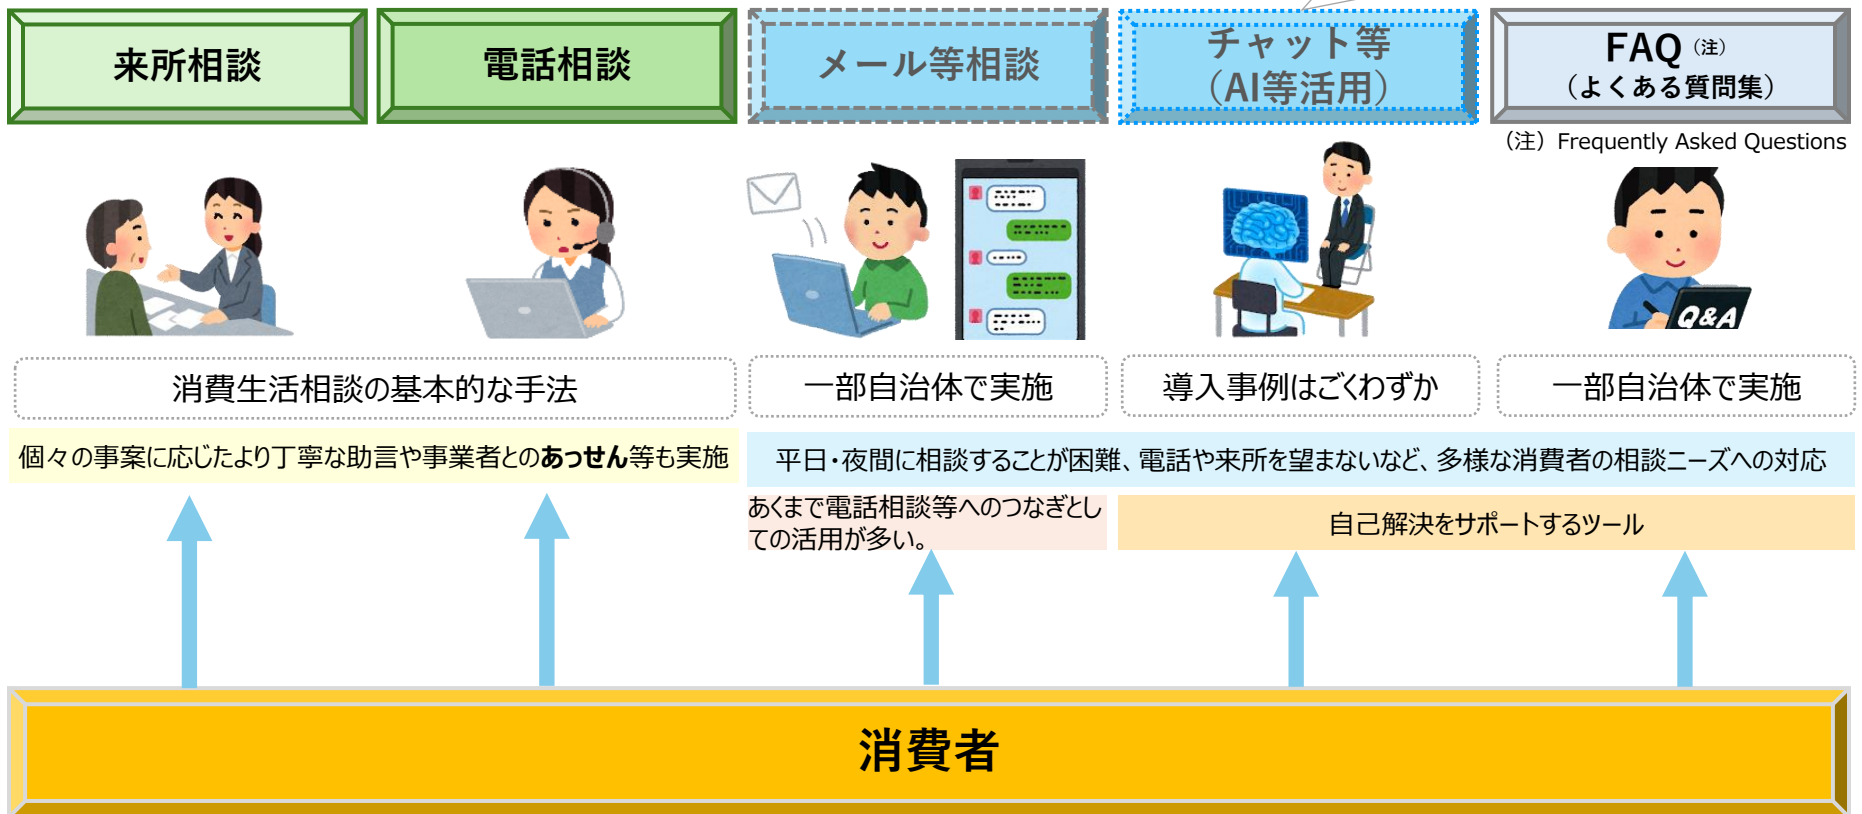 来所相談
電話相談
メール等相談
チャット等
（AI等活用）
FAQ（注）
（よくある質問集）
（注）Frequently Asked Questions
Q&A
消費生活相談の基本的な手法
一部自治体で実施
導入事例はごくわずか
一部自治体で実施
個々の事案に応じたより丁寧な助言や事業者とのあっせん等も実施
平日・夜間に相談することが困難、電話や来所を望まないなど、多様な消費者の相談ニーズへの対応
あくまで電話相談等へのつなぎとし
ての活用が多い。
自己解決をサポートするツール
消費者